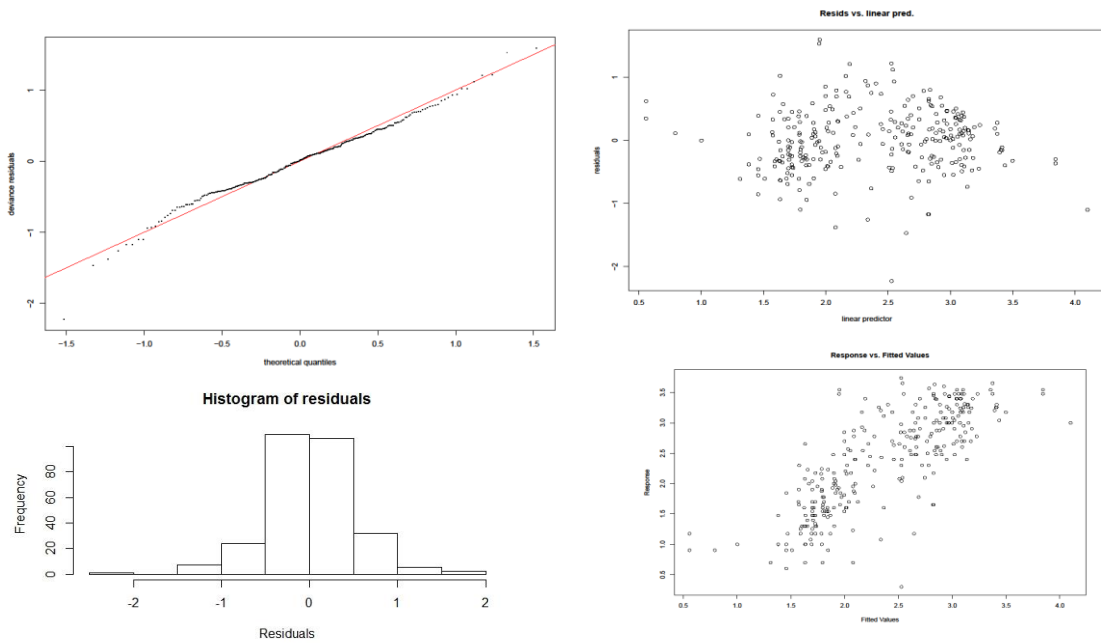 deviance residuals
1
0
-1
-2
-1.5 -1.0 -0.5 0.0 0.5 1.0 1.5
theoretical quantiles
Resids vs. linear pred.
residuals
1
0
-1
-2
0.5 1.0 1.5 2.0 2.5 3.0 3.5 4.0
linear predictor
Histogram of residuals
Frequency
80
60
40
20
0
-2 -1 0 1 2
Residuals
Response vs. Fitted Values
Response
3.5
3.0
2.5
2.0
1.5
1.0
0.5
0.5 1.0 1.5 2.0 2.5 3.0 3.5 4.0
Fitted Values